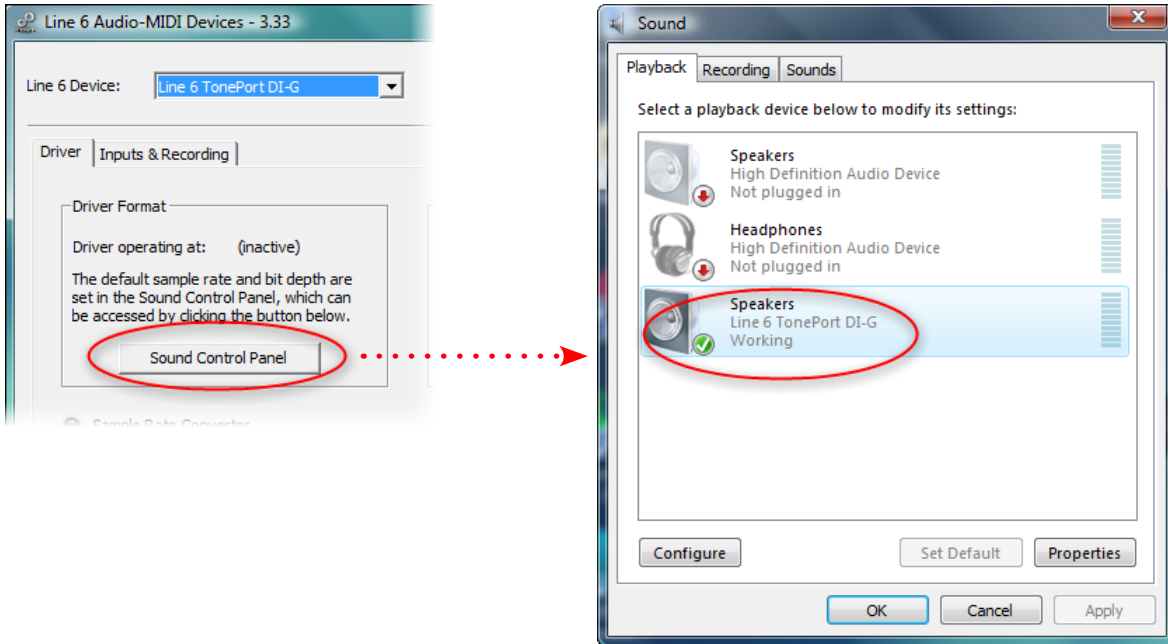 Line 6 Audio-MIDI Devices - 3.33
Line 6 Device:
Line 6 TonePort DI-G
Driver
Inputs & Recording
Driver Format
Driver operating at: (inactive)
The default sample rate and bit depth are
set in the Sound Control Panel, which can
be accessed by clicking the button below.
Sound Control Panel
Sample Rate Converter
Sound
Playback
Recording
Sounds
Select a playback device below to modify its settings:
Speakers
High Definition Audio Device
Not plugged in
Headphones
High Definition Audio Device
Not plugged in
Speakers
Line 6 TonePort DI-G
Working
Configure
Set Default
Properties
OK
Cancel
Apply